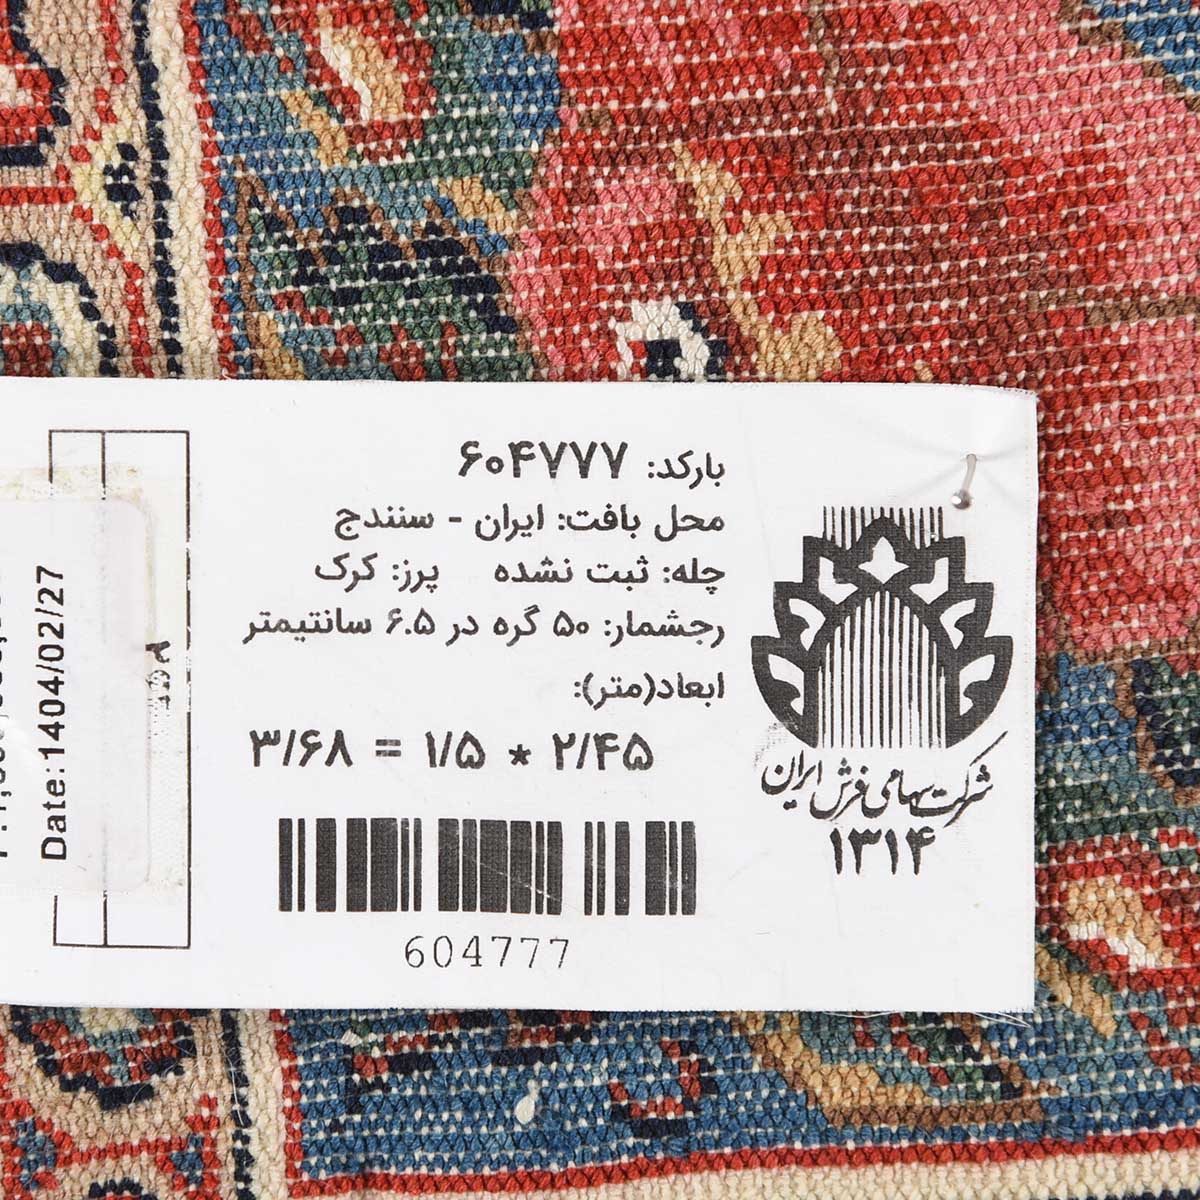 بارکد: ۶۰۴۷۷۷
محل بافت: ایران - سنندج
چله: ثبت نشده پرز: کرک
رجشمار: ۵۰ گره در ۶.۵ سانتیمتر
ابعاد(متر):
۳/۶۸ = ۱/۵ * ۲/۴۵
604777
شرکت سهامی فرش ایران
۱۳۱۴
Date:1404/02/27